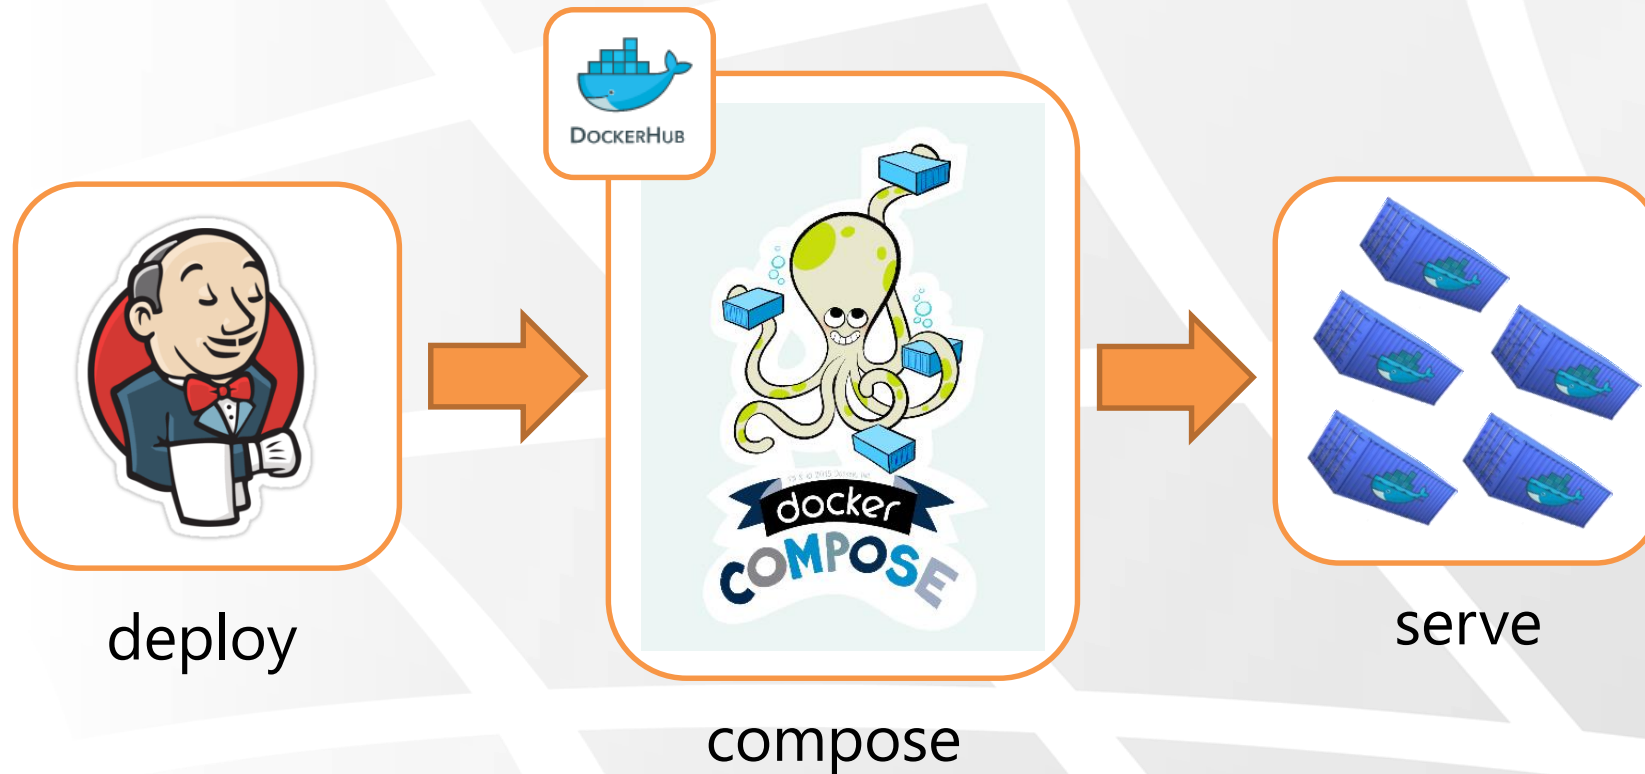 DOCKERHUB
docker
COMPOSE
deploy
serve
compose